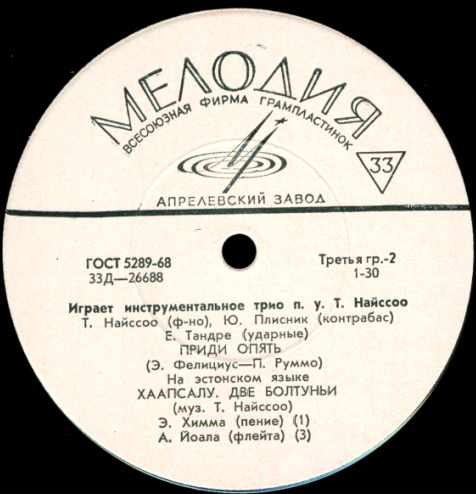 МЕЛОДИЯ
ВСЕСОЮЗНАЯ ФИРМА ГРАМПЛАСТИНОК
33
АПРЕЛЕВСКИЙ ЗАВОД
ГОСТ 5289-68
Третья гр.-2
33Д—26688
1-30
Играет инструментальное трио п. у. Т. Найссоо
Т. Найссоо (ф-но), Ю. Плисник (контрабас)
Е. Тандре (ударные)
ПРИДИ ОПЯТЬ
(Э. Фелициус—П. Руммо)
На эстонском языке
ХААПСАЛУ. ДВЕ БОЛТУНЬИ
(муз. Т. Найссоо)
Э. Химма (пение) (1)
А. Йоала (флейта) (3)